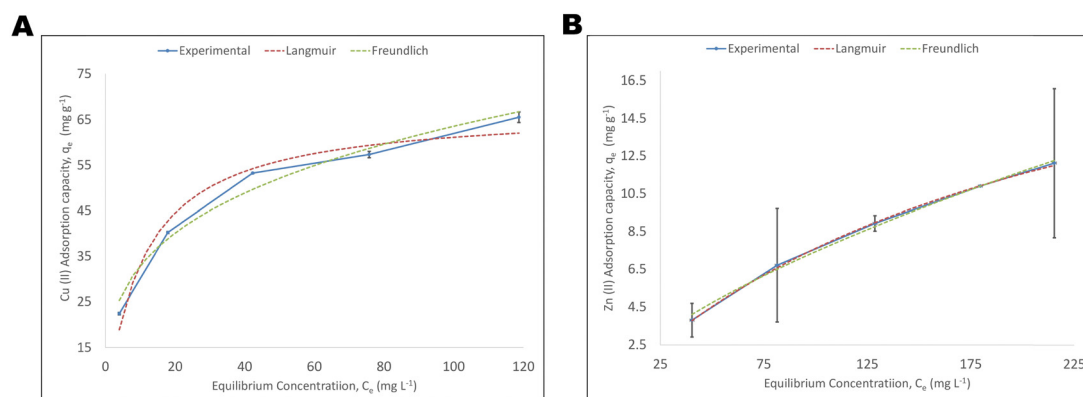 A
Experimental Langmuir Freundlich
Cu (II) Adsorption capacity, qₑ (mg g⁻¹)
75
65
55
45
35
25
15
0 20 40 60 80 100 120
Equilibrium Concentratiion, Cₑ (mg L⁻¹)
B
Experimental Langmuir Freundlich
Zn (II) Adsorption capacity, qₑ (mg g⁻¹)
16.5
14.5
12.5
10.5
8.5
6.5
4.5
2.5
25 75 125 175 225
Equilibrium Concentratiion, Cₑ (mg L⁻¹)